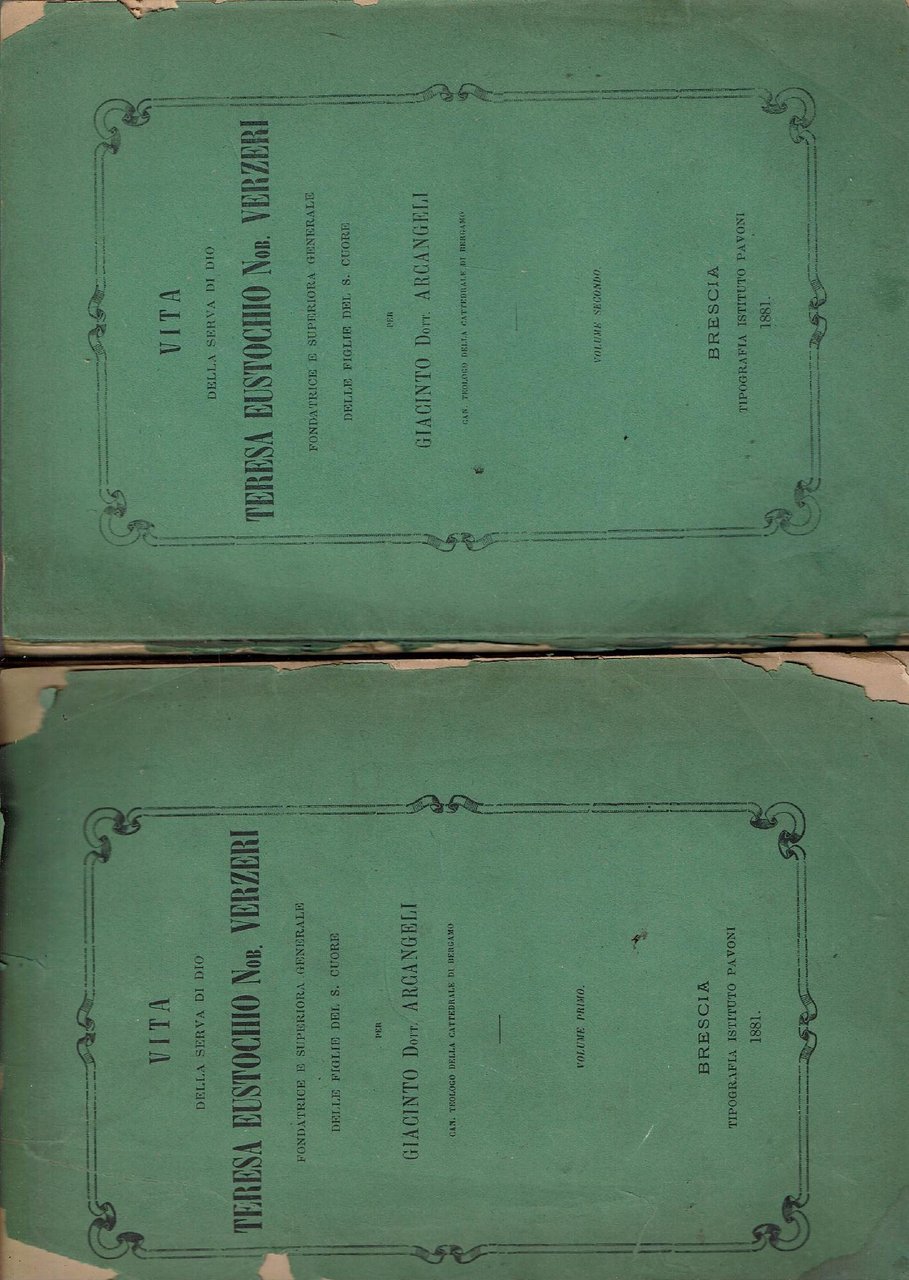 VITA
DELLA SERVA DI DIO
TERESA EUSTOCHIO NOB. VERZERI
FONDATRICE E SUPERIORA GENERALE
DELLE FIGLIE DEL S. CUORE
PER
GIACINTO DOTT. ARCANGELI
CAN. TEOLOGO DELLA CATTEDRALE DI BERGAMO
VOLUME PRIMO.
BRESCIA
TIPOGRAFIA ISTITUTO PAVONI
1881.
VITA
DELLA SERVA DI DIO
TERESA EUSTOCHIO NOB. VERZERI
FONDATRICE E SUPERIORA GENERALE
DELLE FIGLIE DEL S. CUORE
PER
GIACINTO DOTT. ARCANGELI
CAN. TEOLOGO DELLA CATTEDRALE DI BERGAMO
VOLUME SECONDO.
BRESCIA
TIPOGRAFIA ISTITUTO PAVONI
1881.